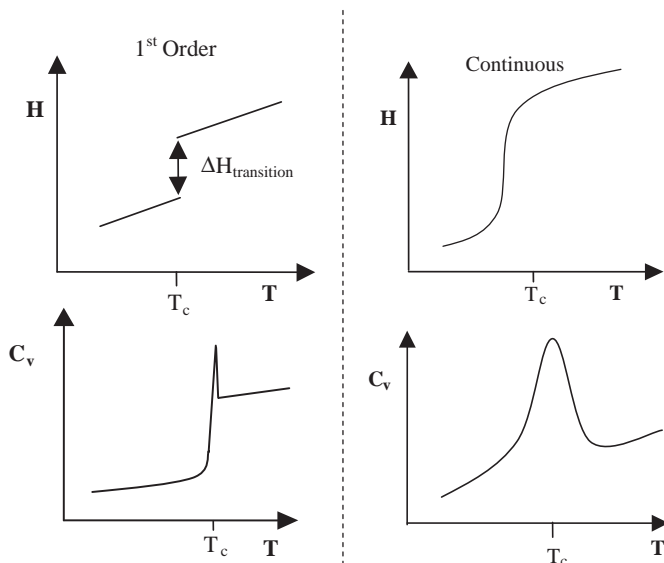 1st Order
H
ΔHtransition
Tc
T
Continuous
H
Tc
T
Cv
Tc
T
Cv
Tc
T